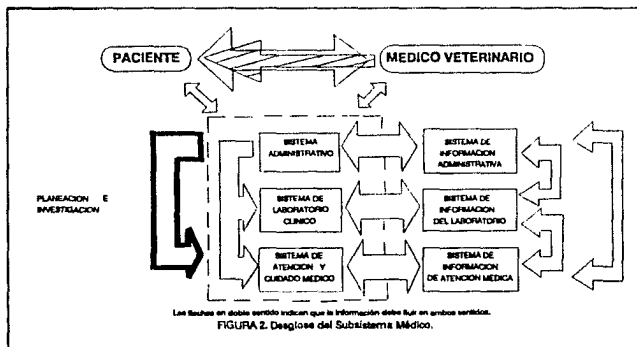 PACIENTE
MEDICO VETERINARIO
SISTEMA
ADMINISTRATIVO
SISTEMA DE
INFORMACION
ADMINISTRATIVA
PLANEACION E
INVESTIGACION
SISTEMA DE
LABORATORIO
CLINICO
SISTEMA DE
INFORMACION
DEL LABORATORIO
SISTEMA DE
ATENCION Y
CUIDADO MEDICO
SISTEMA DE
INFORMACION
DE ATENCION MEDICA
Las flechas en doble sentido indican que la información debe fluir en ambos sentidos.
FIGURA 2. Desglose del Subsistema Médico.